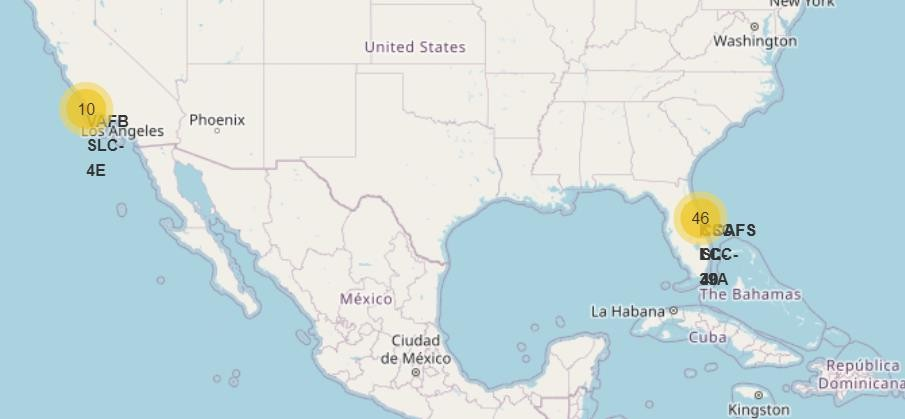 New York
Washington
United States
10
VAFB
SLC-
4E
Los Angeles
Phoenix
46
The Bahamas
La Habana
México
Ciudad
de México
Cuba
República
Dominicana
Kingston